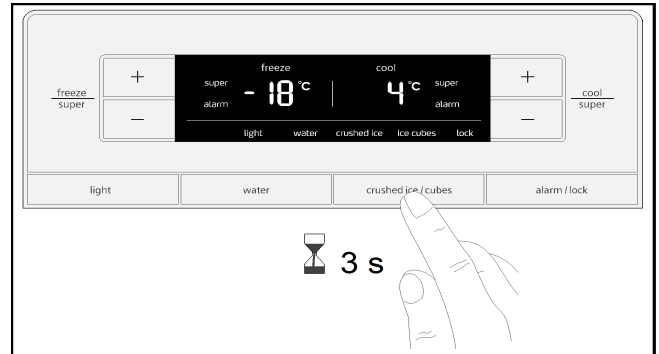 freeze cool
super -18 °C 4 °C super
alarm alarm
light water crushed ice ice cubes lock
freeze
super
+
−
+
−
cool
super
light water crushed ice / cubes alarm / lock
3 s